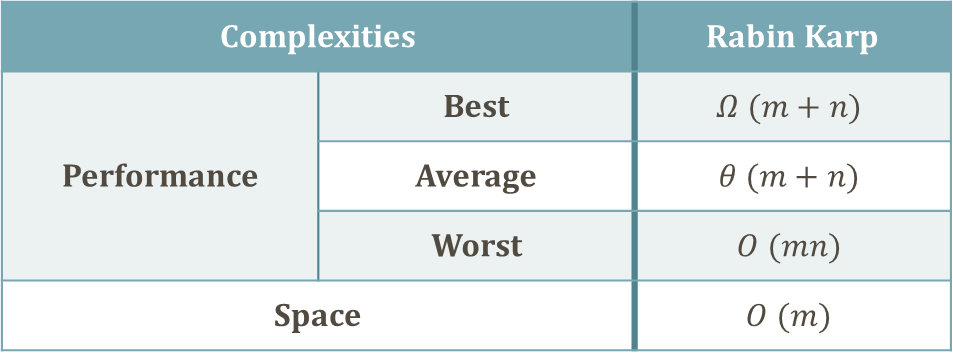 Complexities Rabin Karp
Best Ω (m + n)
Performance Average θ (m + n)
Worst O (mn)
Space O (m)